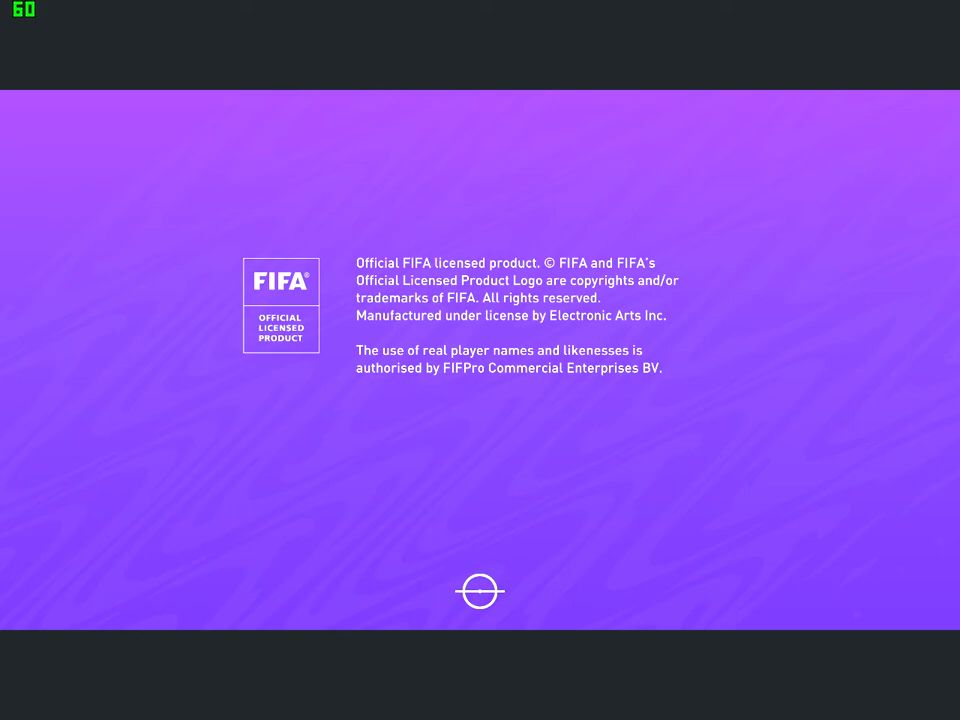 60
FIFA®
OFFICIAL
LICENSED
PRODUCT
Official FIFA licensed product. © FIFA and FIFA's
Official Licensed Product Logo are copyrights and/or
trademarks of FIFA. All rights reserved.
Manufactured under license by Electronic Arts Inc.
The use of real player names and likenesses is
authorised by FIFPro Commercial Enterprises BV.